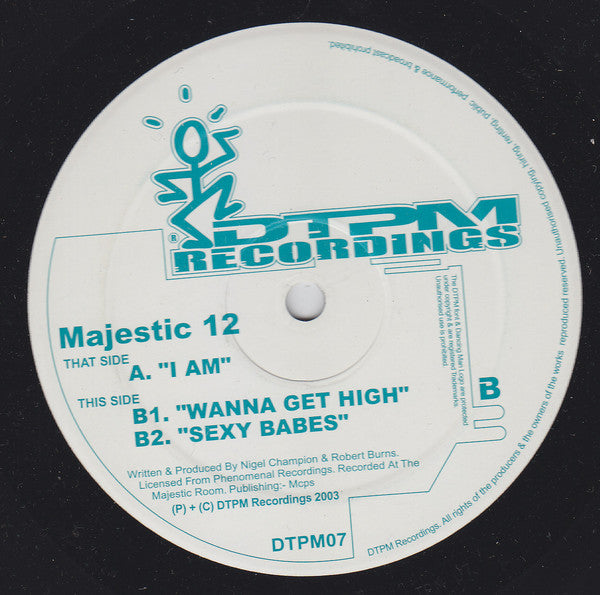 ®
DTPM
RECORDINGS
Majestic 12
THAT SIDE
A. "I AM"
THIS SIDE
B1. "WANNA GET HIGH"
B2. "SEXY BABES"
Written & Produced By Nigel Champion & Robert Burns.
Licensed From Phenomenal Recordings. Recorded At The
Majestic Room. Publishing:- Mcps
(P) + (C) DTPM Recordings 2003
DTPM07
B
The DTPM font & Dancing Man Logo are protected
under copyright & are registered Trademarks.
Unauthorised use is prohibited.
DTPM Recordings. All rights of the producers & the owners of the works reproduced reserved. Unauthorised copying, hiring, renting, public performance & broadcast prohibited.